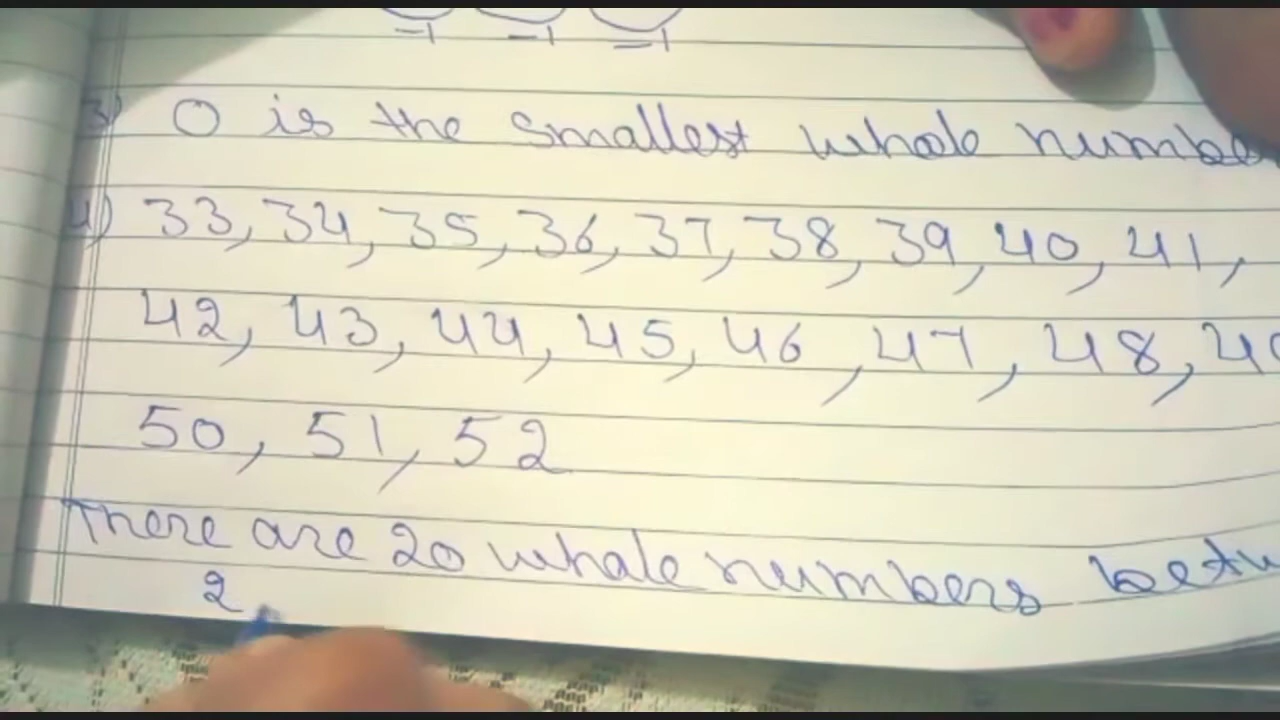 -1 -1 -1
3) 0 is the smallest whole number
4) 33, 34, 35, 36, 37, 38, 39, 40, 41,
42, 43, 44, 45, 46, 47, 48,
50, 51, 52
There are 20 whole numbers
2